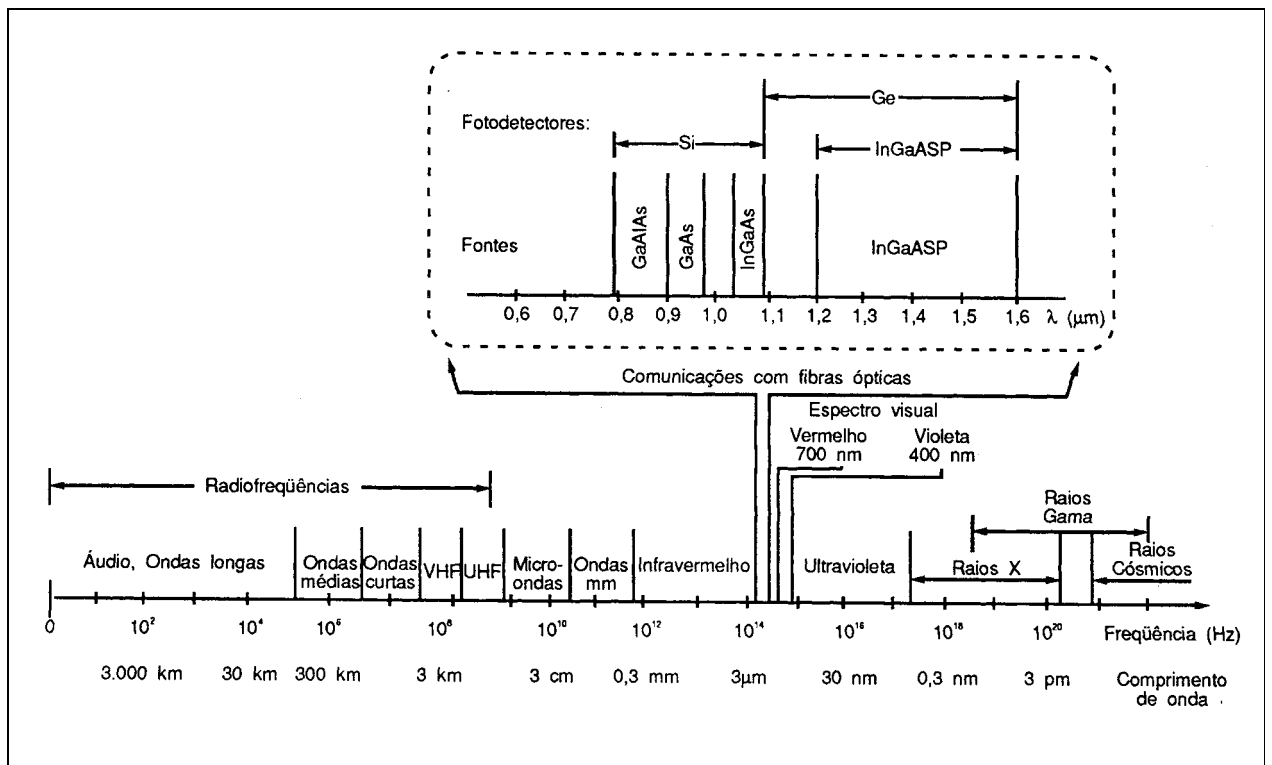 Ge
Fotodetectores:
Si
InGaASP
Fontes
GaAlAs
GaAs
InGaAs
InGaASP
0,6 0,7 0,8 0,9 1,0 1,1 1,2 1,3 1,4 1,5 1,6 λ (μm)
Comunicações com fibras ópticas
Espectro visual
Vermelho Violeta
700 nm 400 nm
Radiofreqüências
Raios
Gama
Áudio, Ondas longas
Ondas
médias
Ondas
curtas
VHF
UHF
Micro-
ondas
Ondas
mm
Infravermelho
Ultravioleta
Raios X
Raios
Cósmicos
0 10² 10⁴ 10⁶ 10⁸ 10¹⁰ 10¹² 10¹⁴ 10¹⁶ 10¹⁸ 10²⁰ Freqüência (Hz)
3.000 km 30 km 300 km 3 km 3 cm 0,3 mm 3μm 30 nm 0,3 nm 3 pm Comprimento
de onda